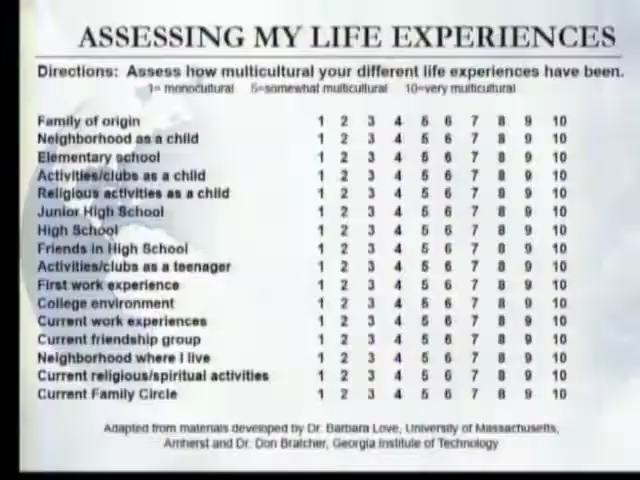 ASSESSING MY LIFE EXPERIENCES
Directions: Assess how multicultural your different life experiences have been.
1= monocultural 5=somewhat multicultural 10=very multicultural
Family of origin 1 2 3 4 5 6 7 8 9 10
Neighborhood as a child 1 2 3 4 5 6 7 8 9 10
Elementary school 1 2 3 4 5 6 7 8 9 10
Activities/clubs as a child 1 2 3 4 5 6 7 8 9 10
Religious activities as a child 1 2 3 4 5 6 7 8 9 10
Junior High School 1 2 3 4 5 6 7 8 9 10
High School 1 2 3 4 5 6 7 8 9 10
Friends in High School 1 2 3 4 5 6 7 8 9 10
Activities/clubs as a teenager 1 2 3 4 5 6 7 8 9 10
First work experience 1 2 3 4 5 6 7 8 9 10
College environment 1 2 3 4 5 6 7 8 9 10
Current work experiences 1 2 3 4 5 6 7 8 9 10
Current friendship group 1 2 3 4 5 6 7 8 9 10
Neighborhood where I live 1 2 3 4 5 6 7 8 9 10
Current religious/spiritual activities 1 2 3 4 5 6 7 8 9 10
Current Family Circle 1 2 3 4 5 6 7 8 9 10
Adapted from materials developed by Dr. Barbara Love, University of Massachusetts,
Amherst and Dr. Don Bratcher, Georgia Institute of Technology